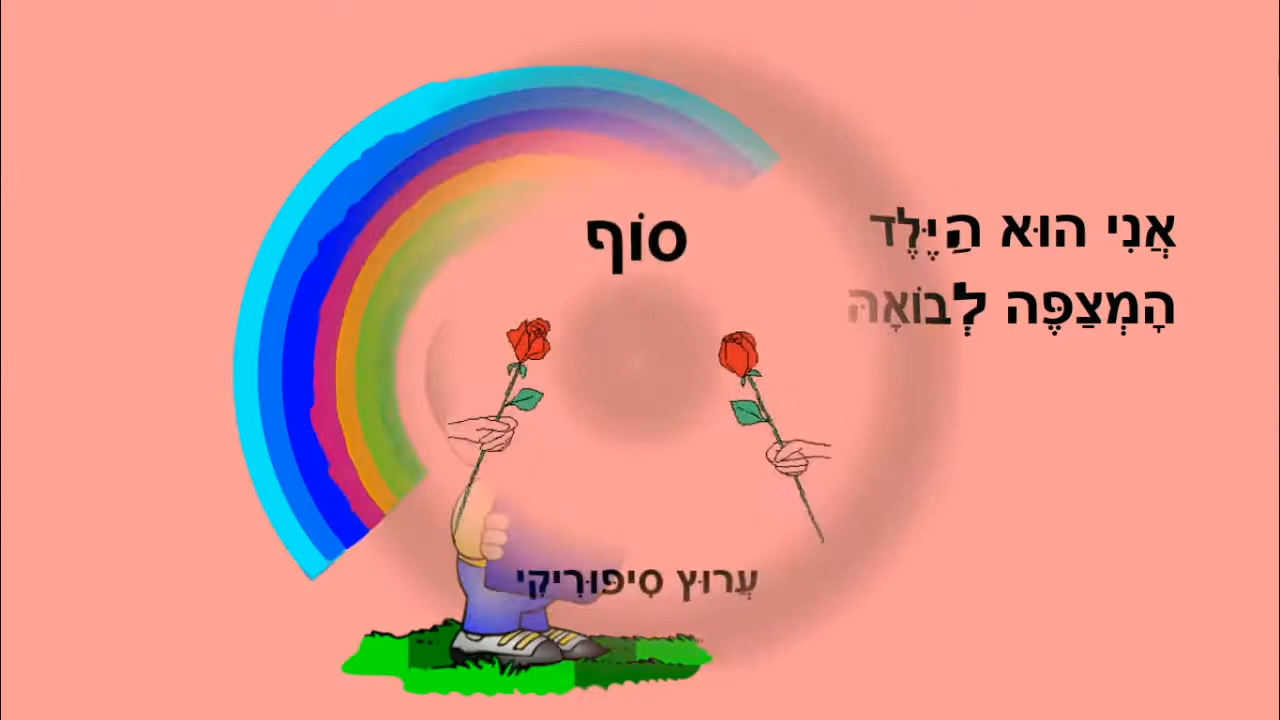 סוֹף
אֲנִי הוּא הַיֶּלֶד
הָמְצַפֶּה לְבוֹאָהּ
עֲרוּץ סִיפּוּרִיקִי